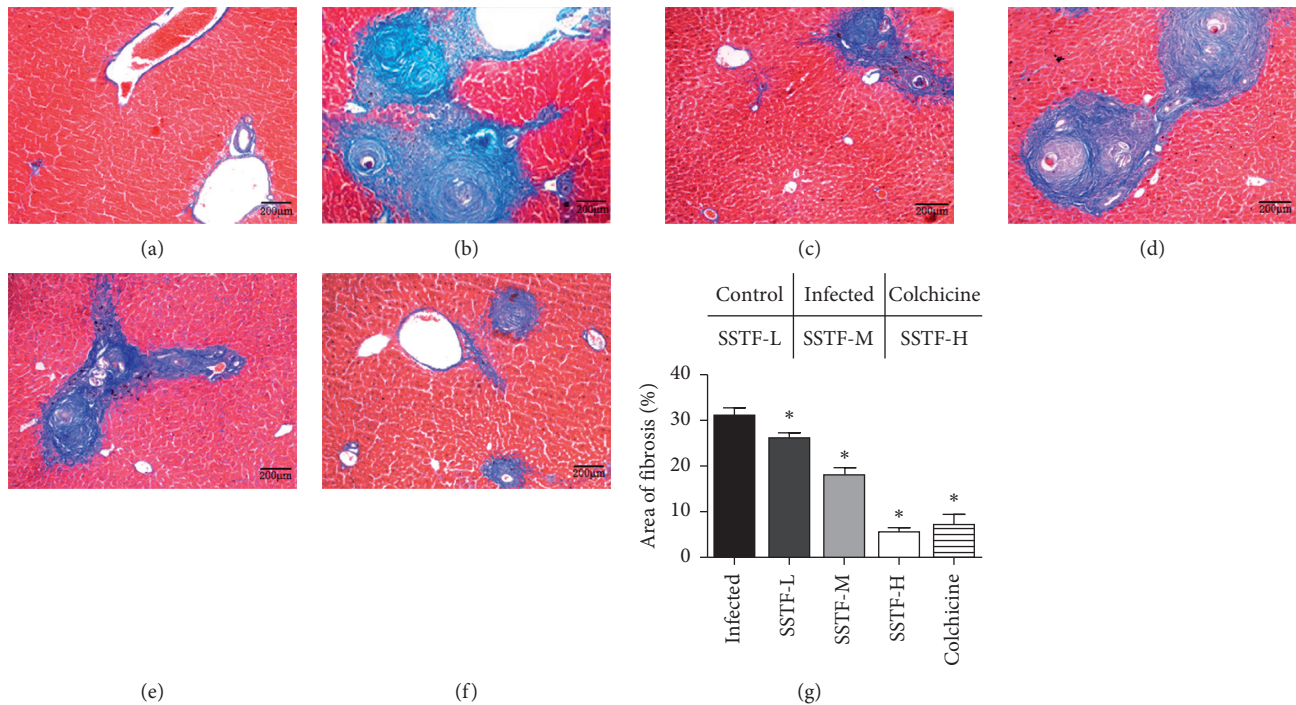 200μm
200μm
200μm
200μm
(a)
(b)
(c)
(d)
200μm
200μm
Control Infected Colchicine
SSTF-L SSTF-M SSTF-H
Area of fibrosis (%)
40
30
20
10
0
*
*
*
*
Infected
SSTF-L
SSTF-M
SSTF-H
Colchicine
(e)
(f)
(g)